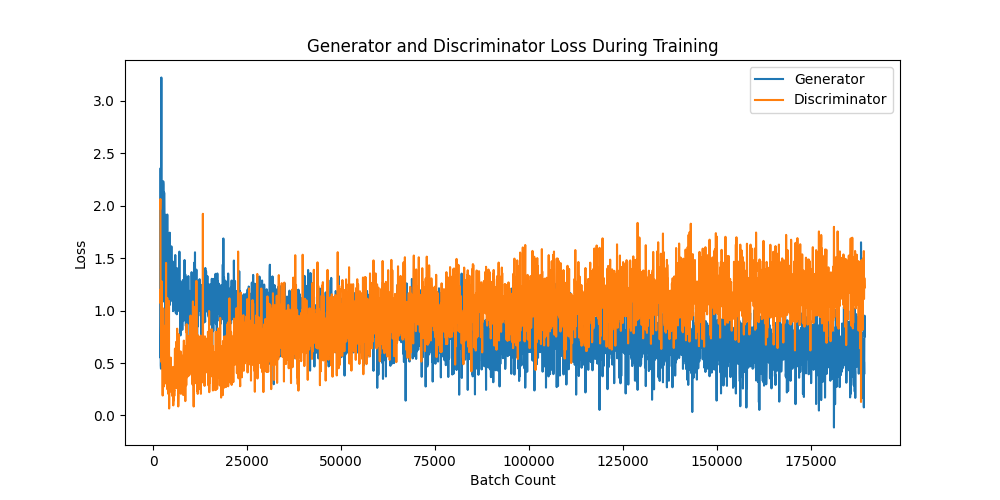 Generator and Discriminator Loss During Training
Generator
Discriminator
3.0
2.5
2.0
1.5
1.0
0.5
0.0
Loss
0 25000 50000 75000 100000 125000 150000 175000
Batch Count